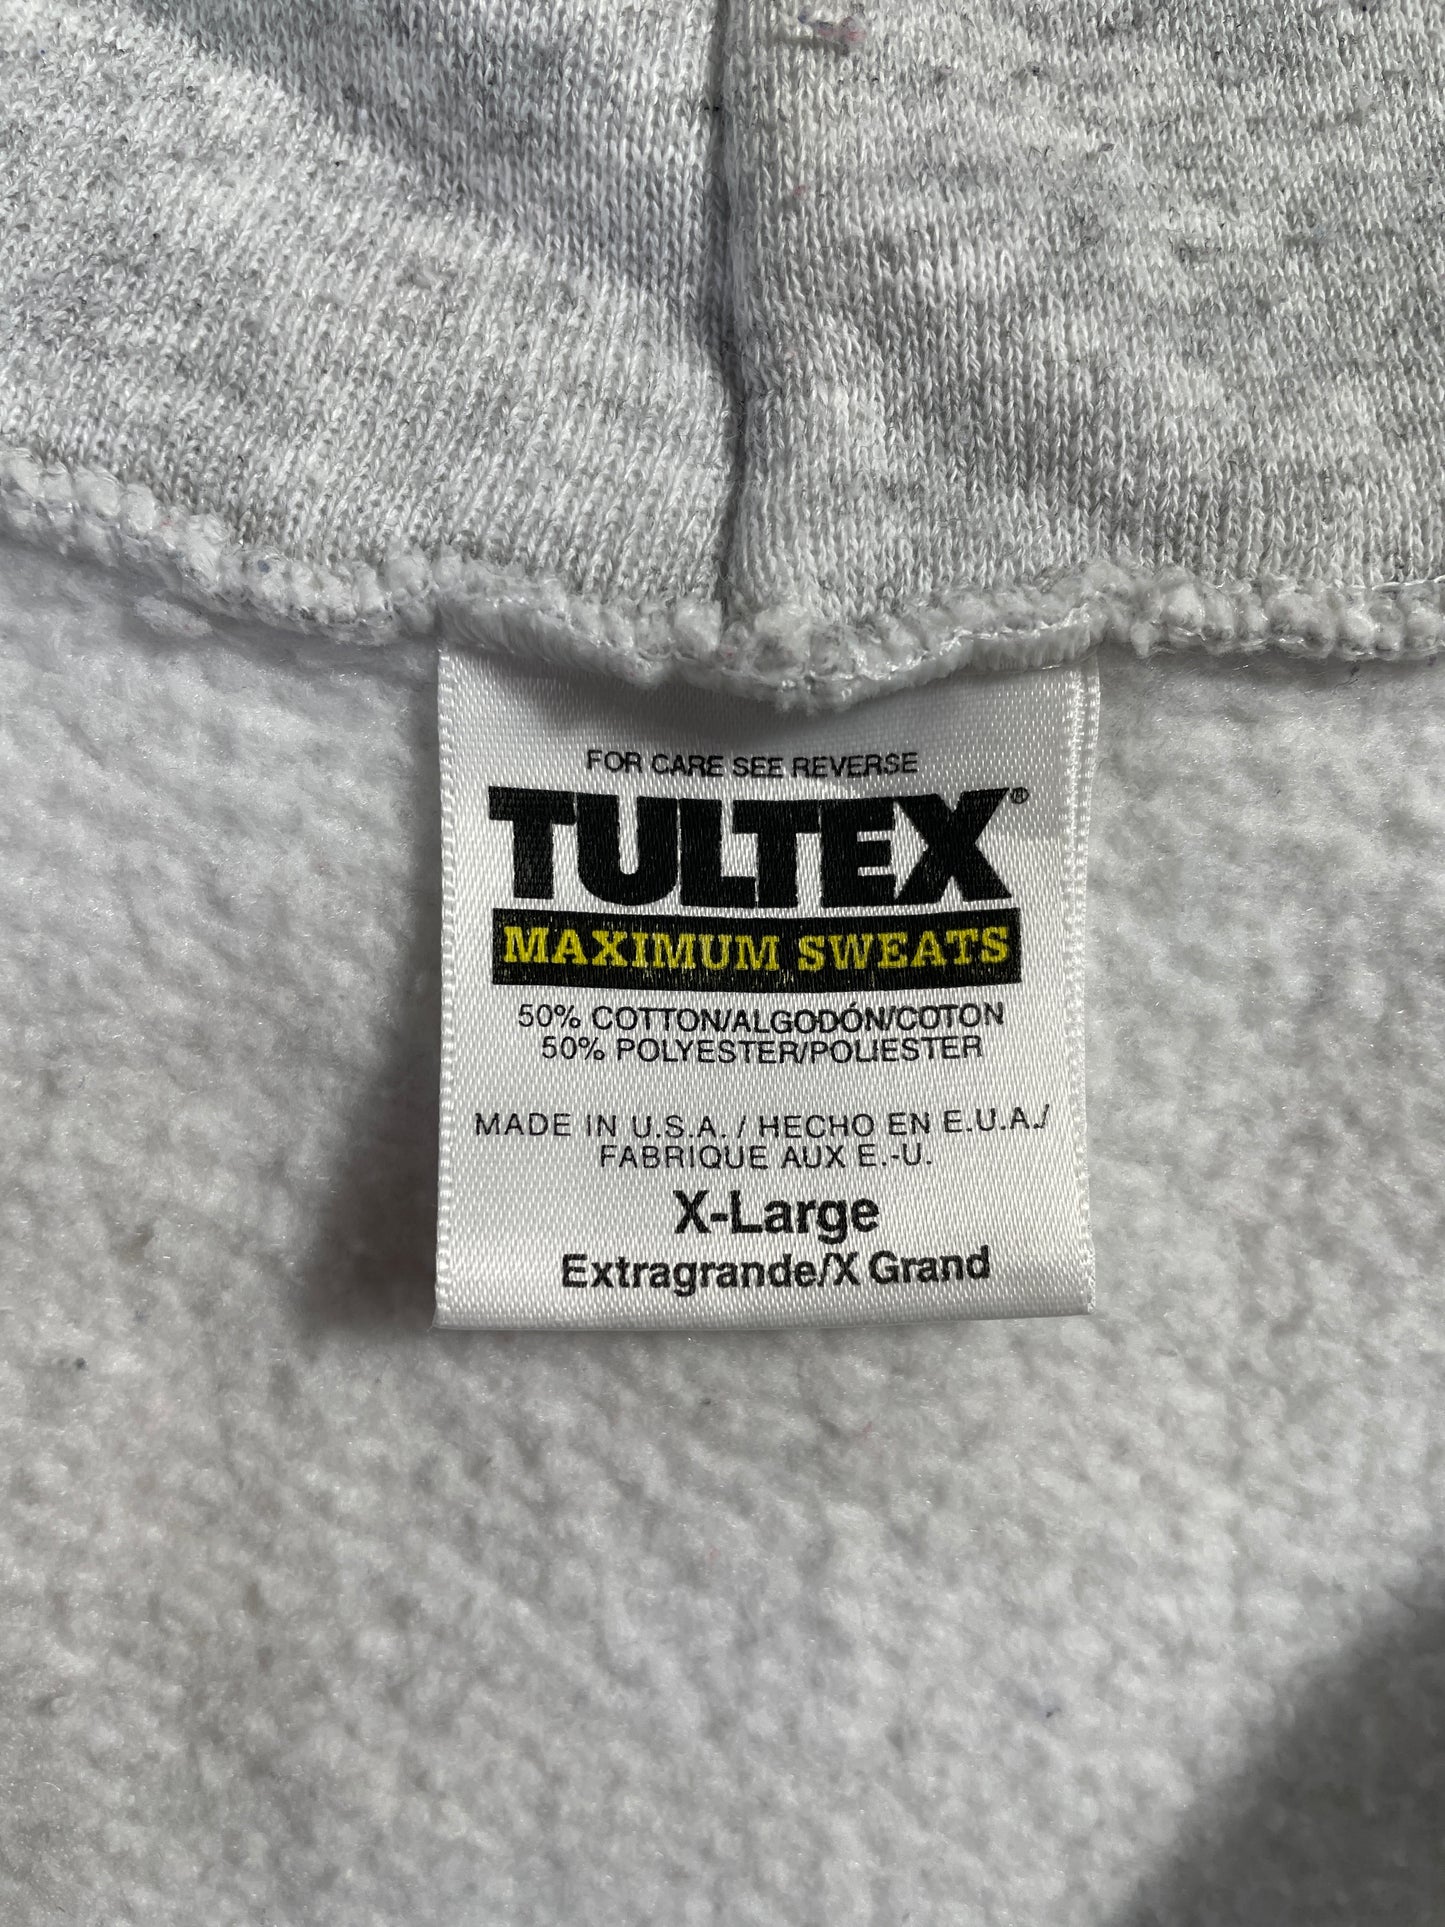 FOR CARE SEE REVERSE
TULTEX®
MAXIMUM SWEATS
50% COTTON/ALGODÓN/COTON
50% POLYESTER/POLIESTER
MADE IN U.S.A. / HECHO EN E.U.A./
FABRIQUE AUX E.-U.
X-Large
Extragrande/X Grand